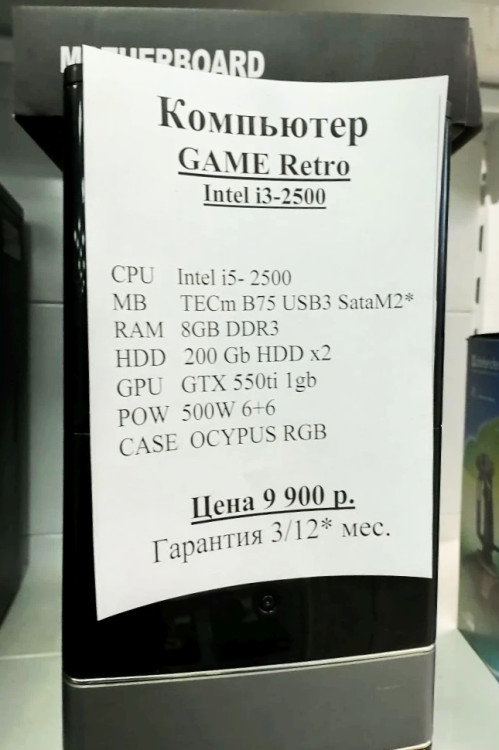 MOTHERBOARD
Компьютер
GAME Retro
Intel i3-2500
CPU Intel i5- 2500
MB TECm B75 USB3 SataM2*
RAM 8GB DDR3
HDD 200 Gb HDD x2
GPU GTX 550ti 1gb
POW 500W 6+6
CASE OCYPUS RGB
Цена 9 900 р.
Гарантия 3/12* мес.